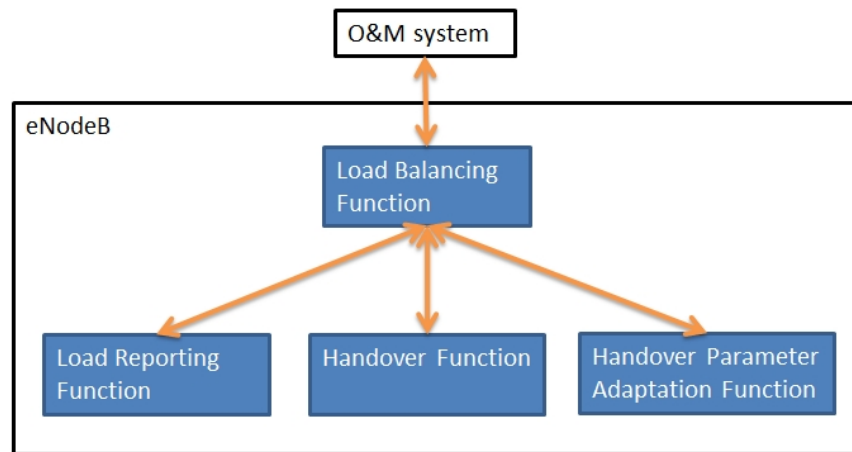 O&M system
eNodeB
Load Balancing
Function
Load Reporting
Function
Handover Function
Handover Parameter
Adaptation Function